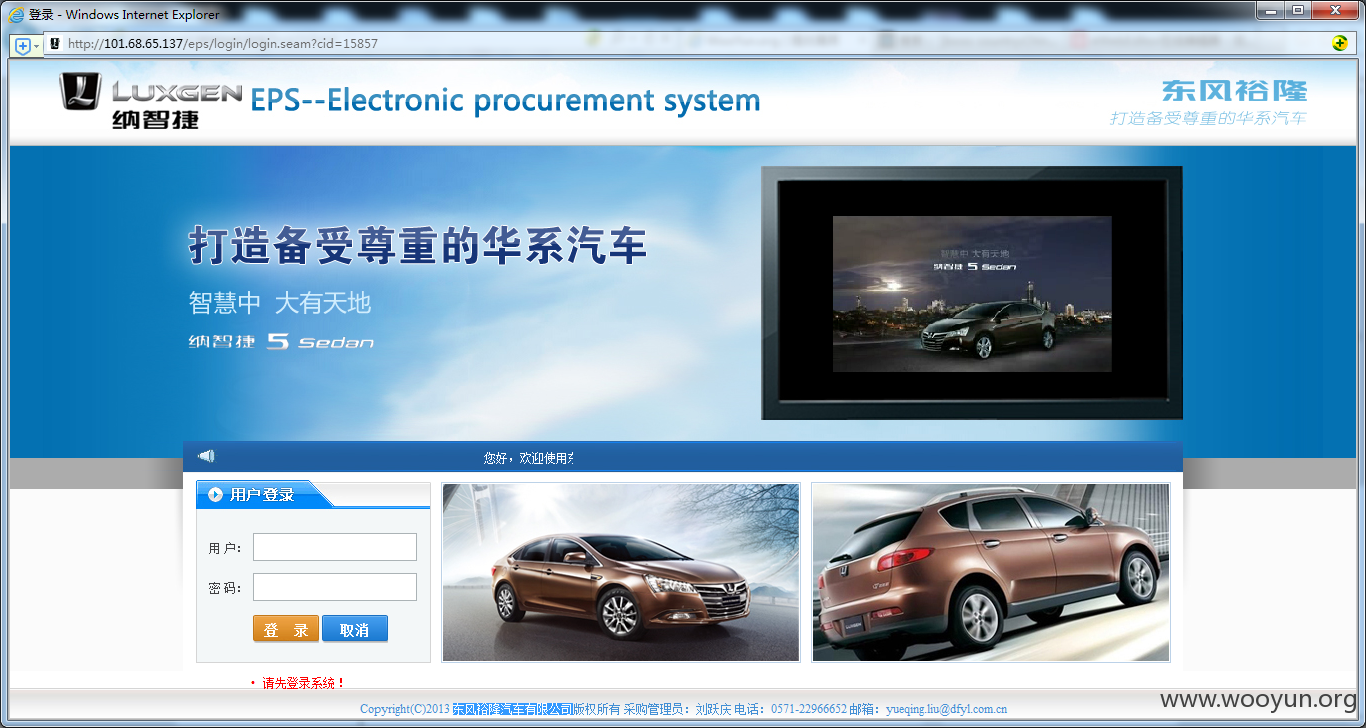 登录 - Windows Internet Explorer
http://101.68.65.137/eps/login/login.seam?cid=15857
LUXGEN
纳智捷
EPS--Electronic procurement system
东风裕隆
打造备受尊重的华系汽车
打造备受尊重的华系汽车
智慧中 大有天地
纳智捷 5 Sedan
智慧中 大有天地
纳智捷 5 Sedan
您好，欢迎使用
用户登录
用 户：
密 码：
登 录
取消
LUXGEN
• 请先登录系统！
Copyright(C)2013 东风裕隆汽车有限公司版权所有 采购管理员：刘跃庆 电话：0571-22966652 邮箱：yueqing.liu@dfyl.com.cn
www.wooyun.org